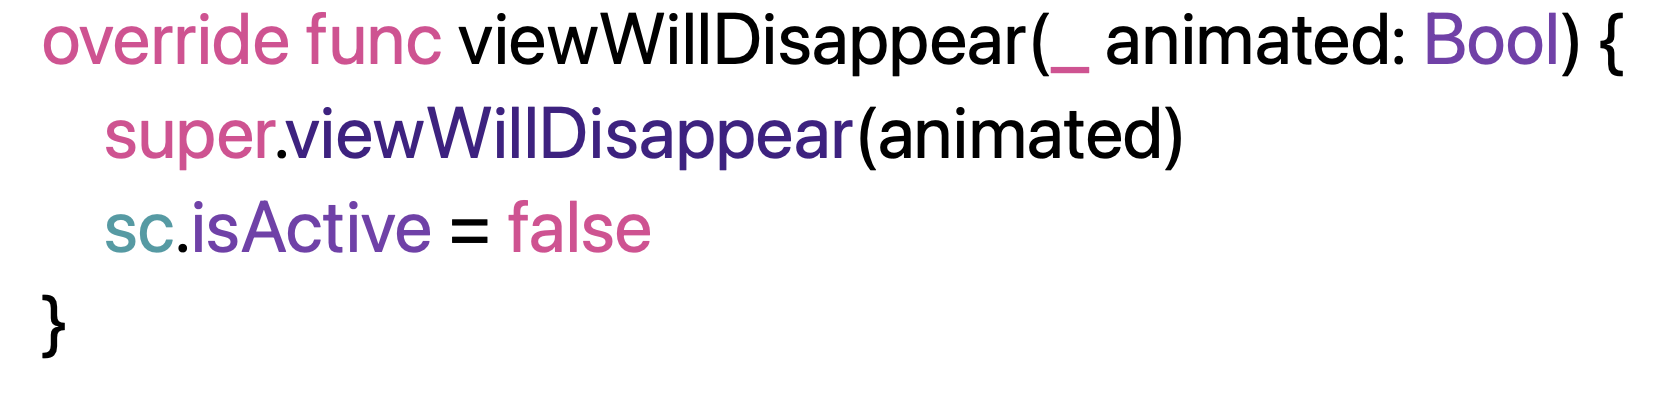 override func viewWillDisappear(_ animated: Bool) {
super.viewWillDisappear(animated)
sc.isActive = false
}